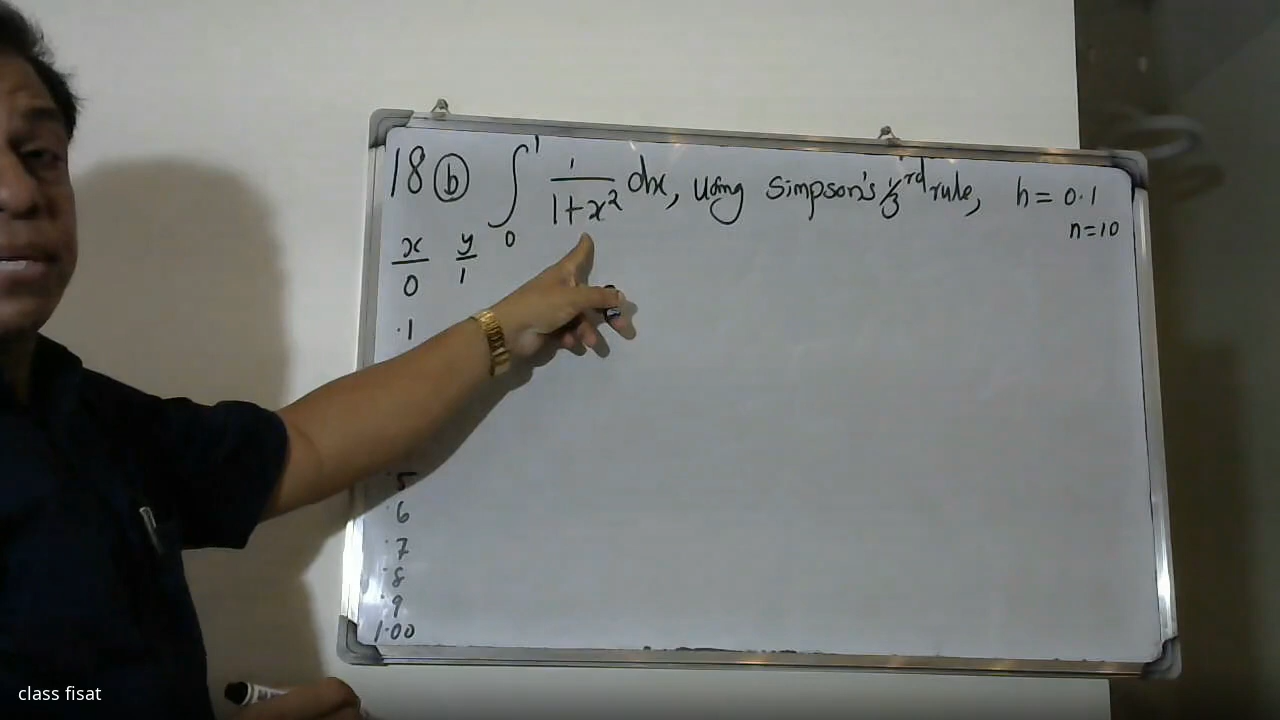 18 (b) ∫₀¹ 1/(1+x²) dx, Using Simpson's 1/3rd rule, h = 0.1
n=10
x y
0 1
.1
.5
.6
.7
.8
.9
1.00
class fisat